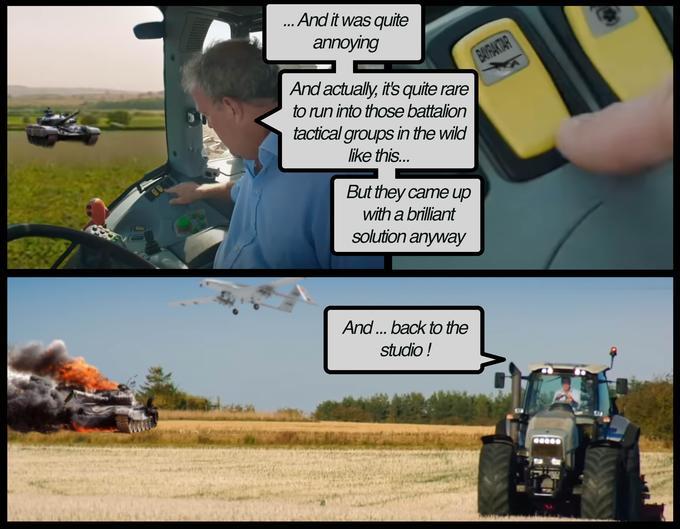 ... And it was quite
annoying
And actually, it's quite rare
to run into those battalion
tactical groups in the wild
like this...
But they came up
with a brilliant
solution anyway
BAYRAKTAR
And ... back to the
studio !